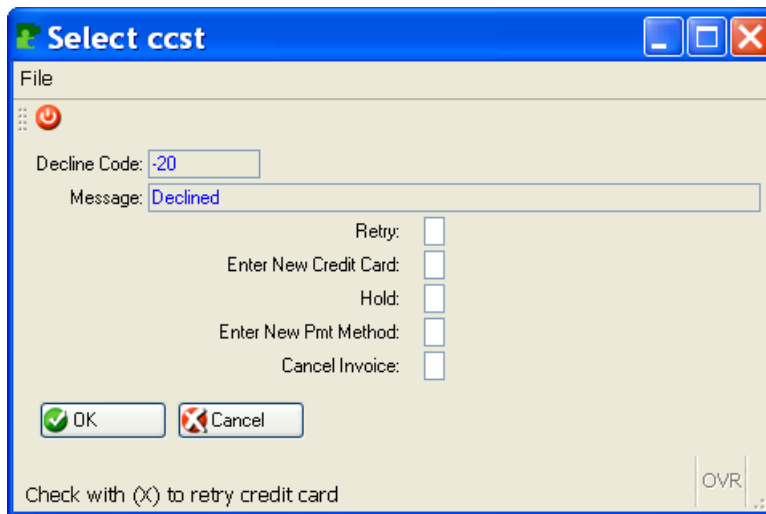 Select ccst
File
Decline Code: -20
Message: Declined
Retry:
Enter New Credit Card:
Hold:
Enter New Pmt Method:
Cancel Invoice:
OK Cancel
OVR
Check with (X) to retry credit card